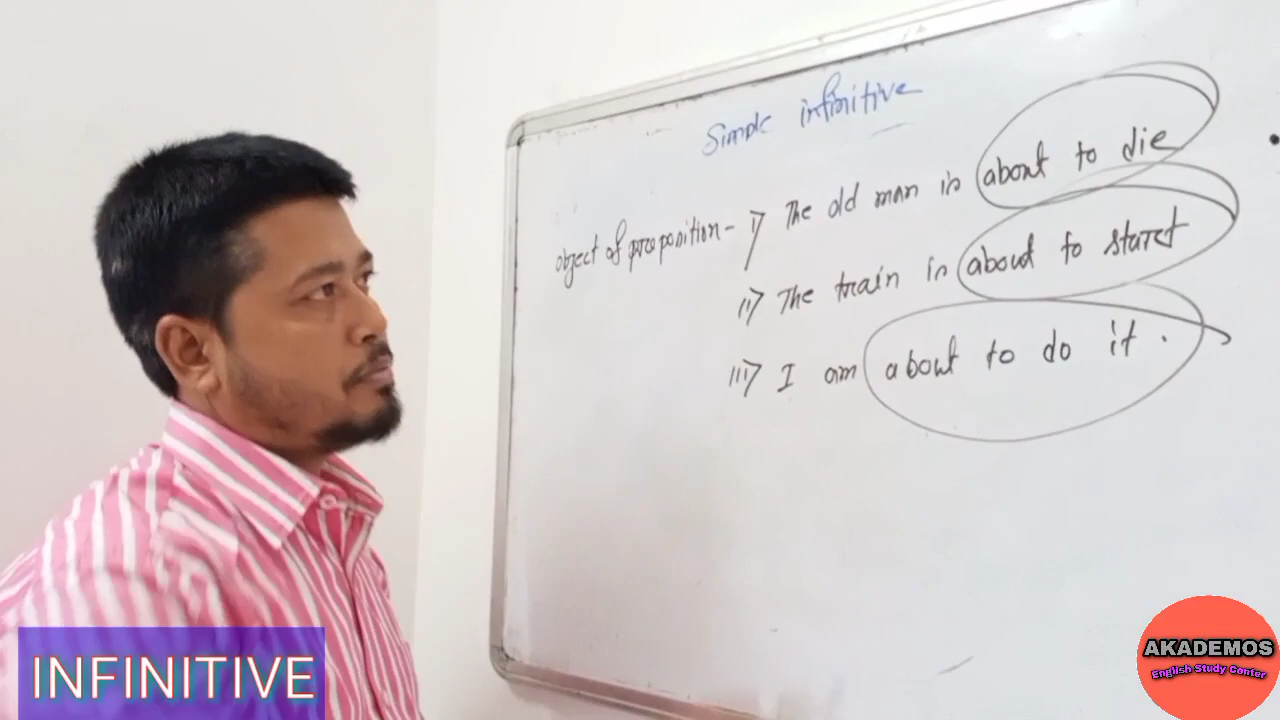 Simple infinitive
object of preposition- i) The old man is about to die
ii) The train is about to start
iii) I am about to do it.
INFINITIVE
AKADEMOS
English Study Center